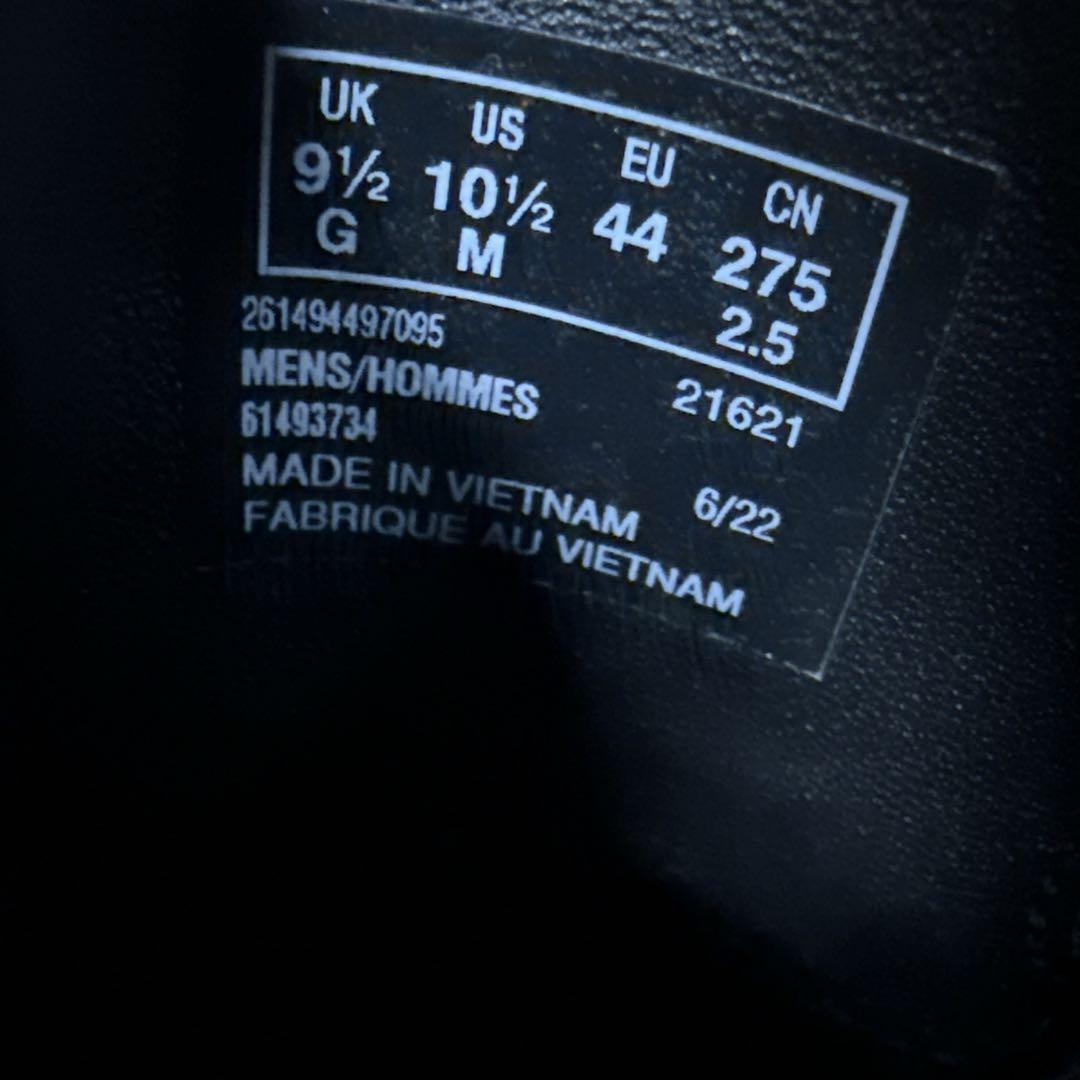 UK US EU CN
9½ 10½ 44 275
G M 2.5
261494497095
MENS/HOMMES 21621
61493734
MADE IN VIETNAM 6/22
FABRIQUE AU VIETNAM